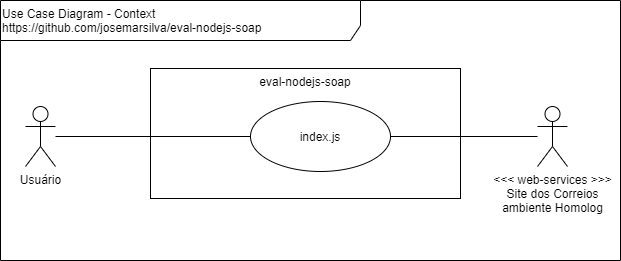 Use Case Diagram - Context
https://github.com/josemarsilva/eval-nodejs-soap
eval-nodejs-soap
index.js
Usuário
<<< web-services >>>
Site dos Correios
ambiente Homolog